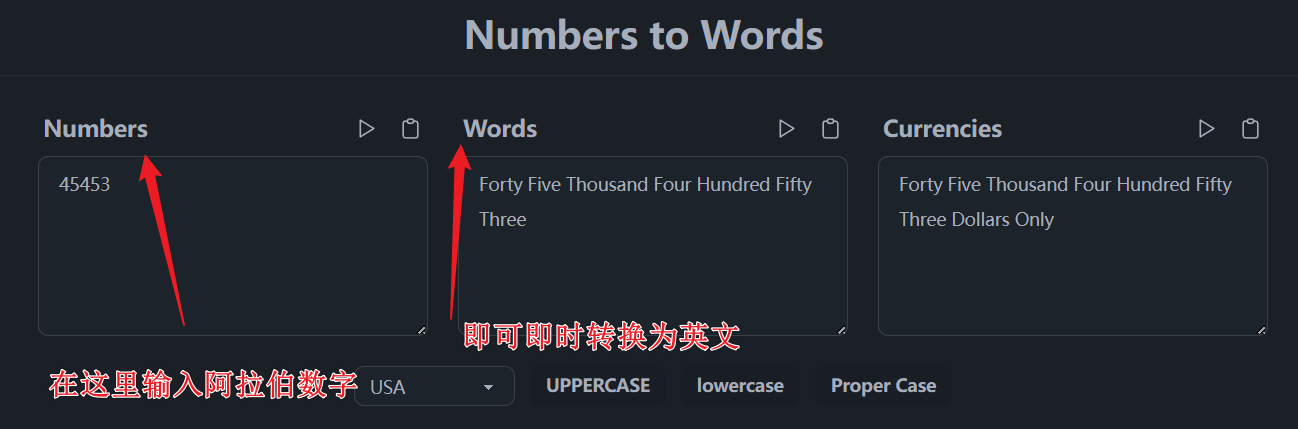 Numbers to Words
Numbers
Words
Currencies
45453
Forty Five Thousand Four Hundred Fifty
Three
Forty Five Thousand Four Hundred Fifty
Three Dollars Only
即可即时转换为英文
在这里输入阿拉伯数字
USA
UPPERCASE
lowercase
Proper Case